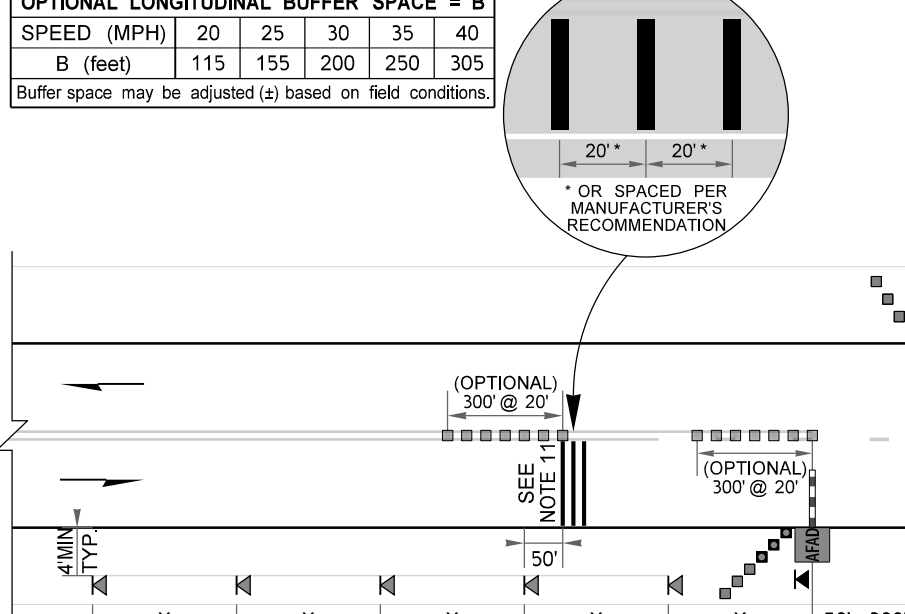 OPTIONAL LONGITUDINAL BUFFER SPACE = B
SPEED (MPH) 20 25 30 35 40
B (feet) 115 155 200 250 305
Buffer space may be adjusted (±) based on field conditions.
20' * 20' *
* OR SPACED PER
MANUFACTURER'S
RECOMMENDATION
(OPTIONAL)
300' @ 20'
SEE
NOTE 11
(OPTIONAL)
300' @ 20'
4'MIN
TYP.
50'
AFAD